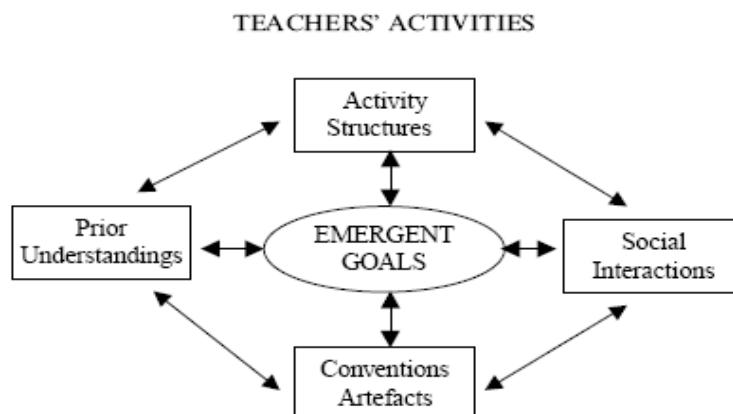 TEACHERS' ACTIVITIES
Activity
Structures
Prior
Understandings
EMERGENT
GOALS
Social
Interactions
Conventions
Artefacts